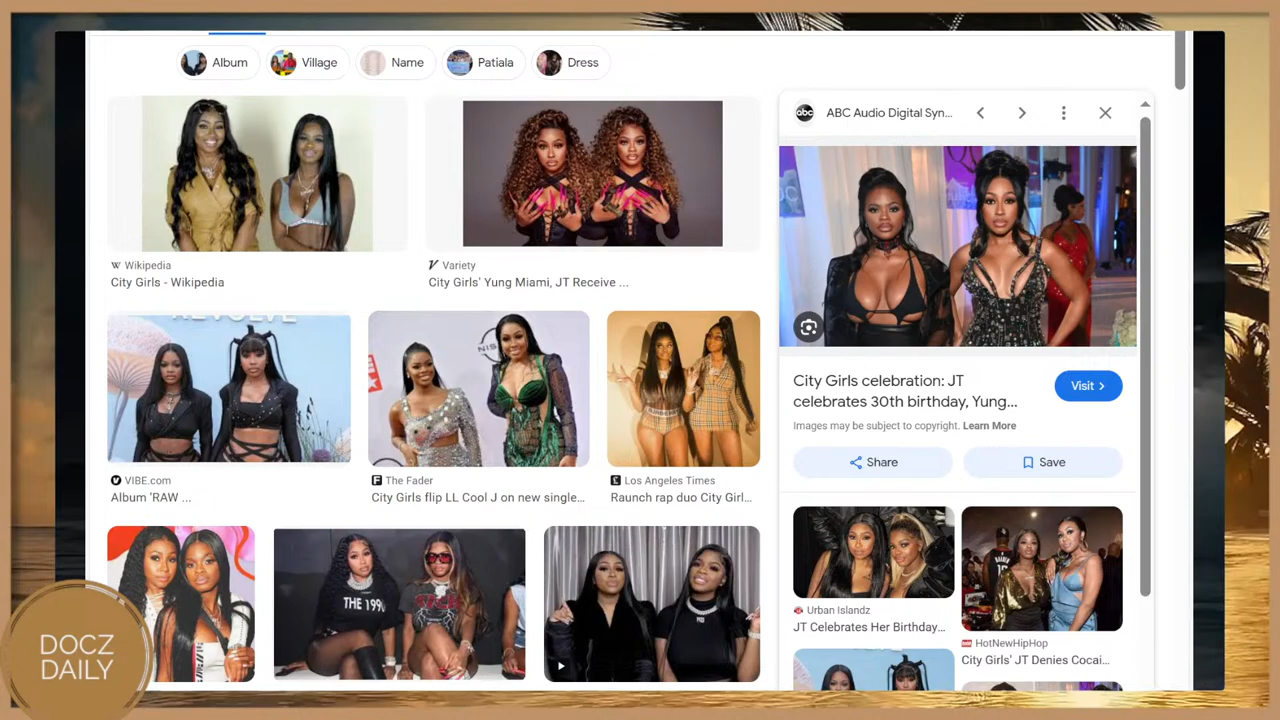 Album
Village
Name
Patiala
Dress
W Wikipedia
City Girls - Wikipedia
V Variety
City Girls' Yung Miami, JT Receive ...
abc ABC Audio Digital Syn...
REVOLVE
NIS
VIBE.com
Album 'RAW ...
F The Fader
City Girls flip LL Cool J on new single...
Los Angeles Times
Raunch rap duo City Girl...
City Girls celebration: JT
celebrates 30th birthday, Yung...
Visit
Images may be subject to copyright. Learn More
Share
Save
THE 1990
Urban Islandz
JT Celebrates Her Birthday...
HotNewHipHop
City Girls' JT Denies Cocai...
DOCZ
DAILY